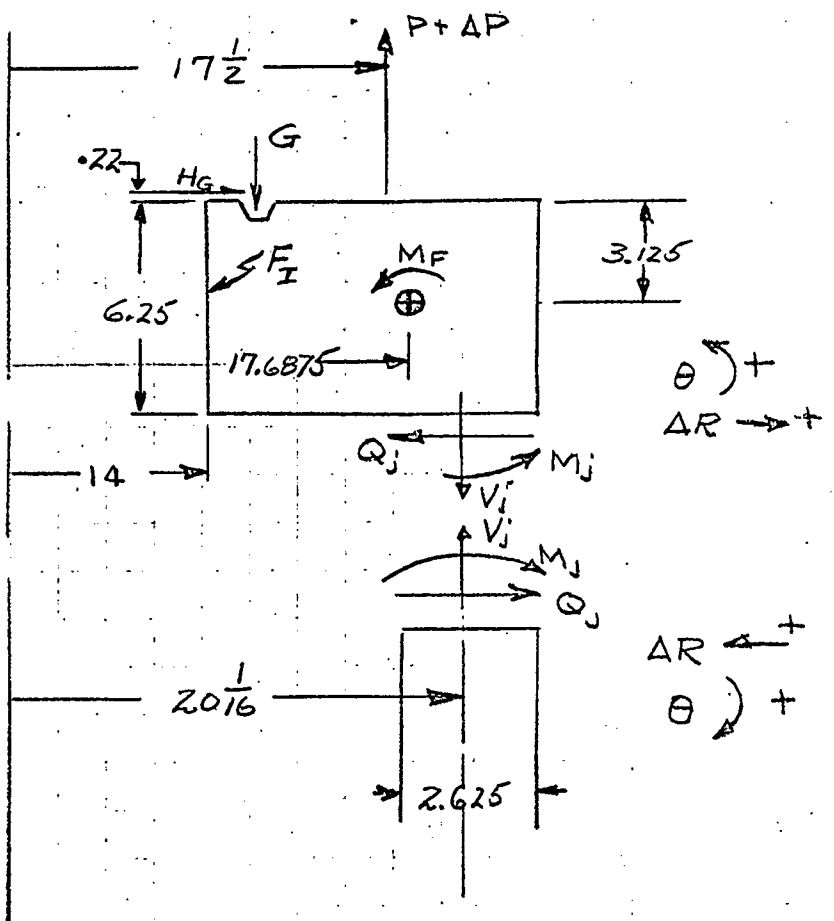 P + ΔP
17 1/2
G
.22
H_G
F_I
M_F
3.125
6.25
17.6875
θ +
ΔR +
Q_j
M_j
14
V_j
V_j
M_j
Q_j
ΔR +
20 1/16
θ +
2.625